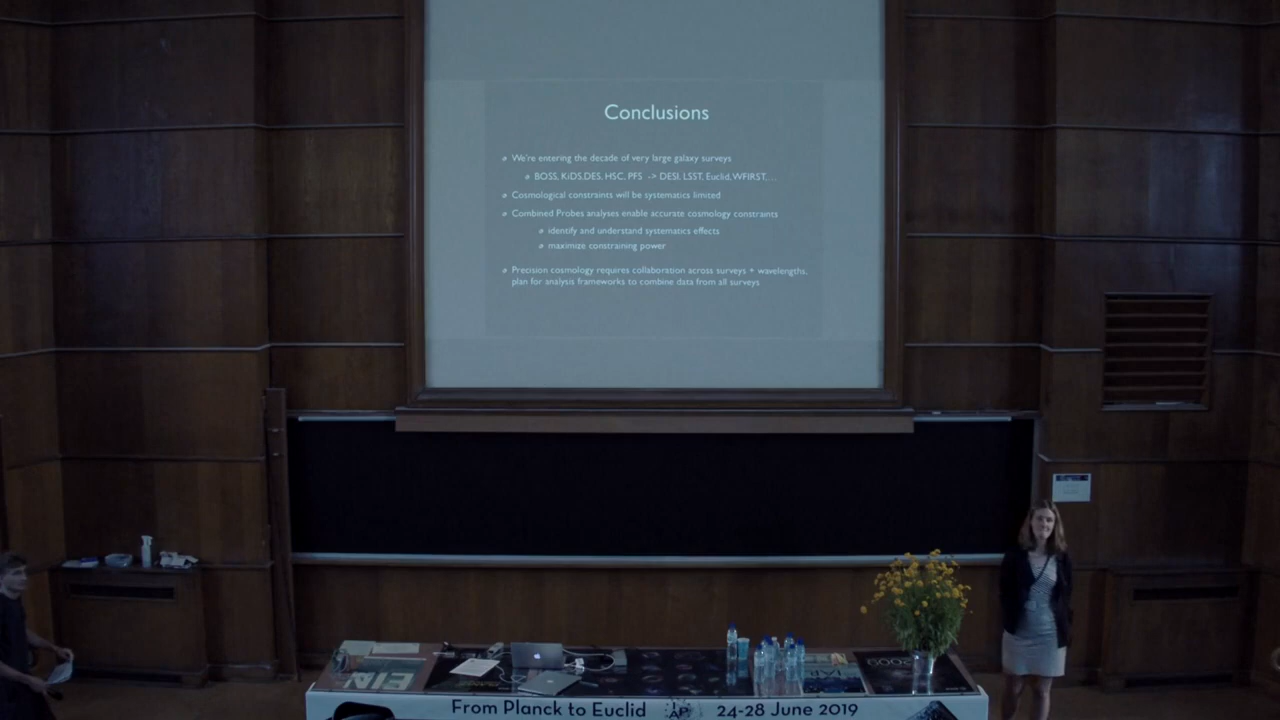 Conclusions
We're entering the decade of very large galaxy surveys
BOSS, KiDS,DES, HSC, PFS -> DESI, LSST, Euclid, WFIRST, ...
Cosmological constraints will be systematics limited
Combined Probes analyses enable accurate cosmology constraints
identify and understand systematics effects
maximize constraining power
Precision cosmology requires collaboration across surveys + wavelengths,
plan for analysis frameworks to combine data from all surveys
From Planck to Euclid IAP 24-28 June 2019